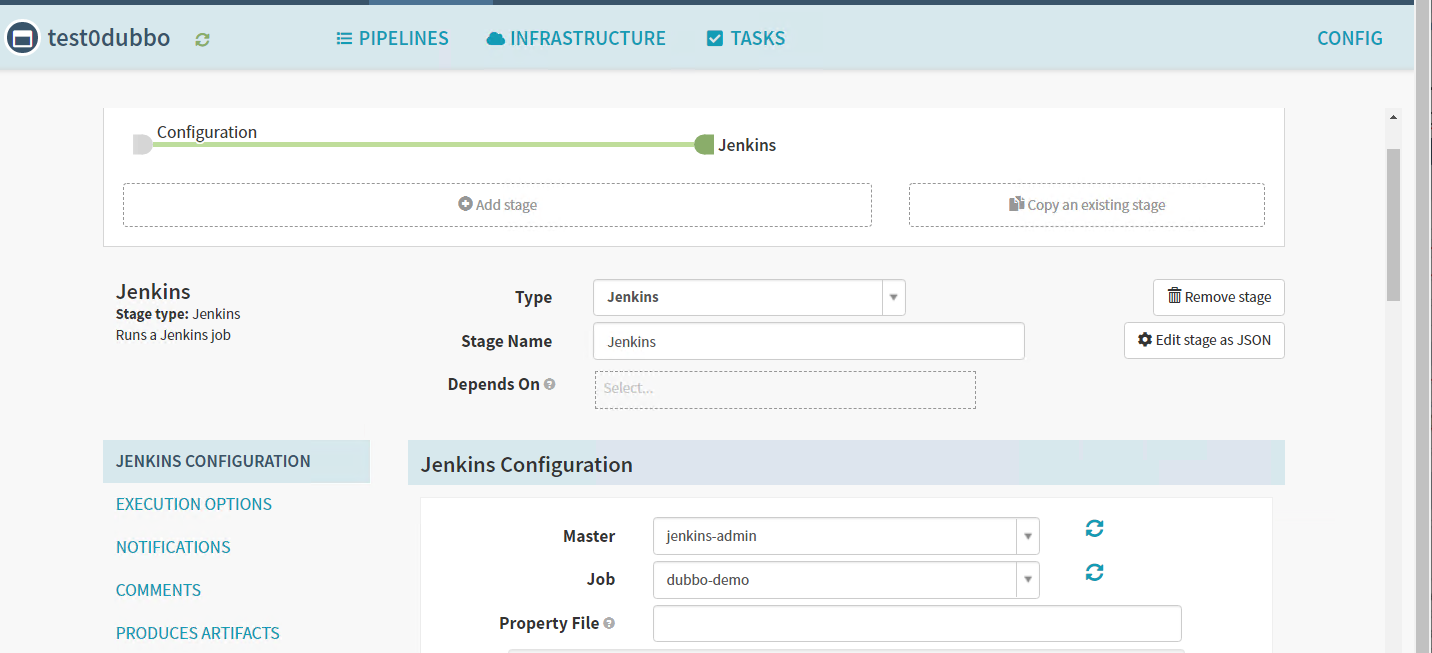 test0dubbo
PIPELINES
INFRASTRUCTURE
TASKS
CONFIG
Configuration
Jenkins
Add stage
Copy an existing stage
Jenkins
Stage type: Jenkins
Runs a Jenkins job
Type
Jenkins
Remove stage
Stage Name
Jenkins
Edit stage as JSON
Depends On
Select...
JENKINS CONFIGURATION
EXECUTION OPTIONS
NOTIFICATIONS
COMMENTS
PRODUCES ARTIFACTS
Jenkins Configuration
Master
jenkins-admin
Job
dubbo-demo
Property File